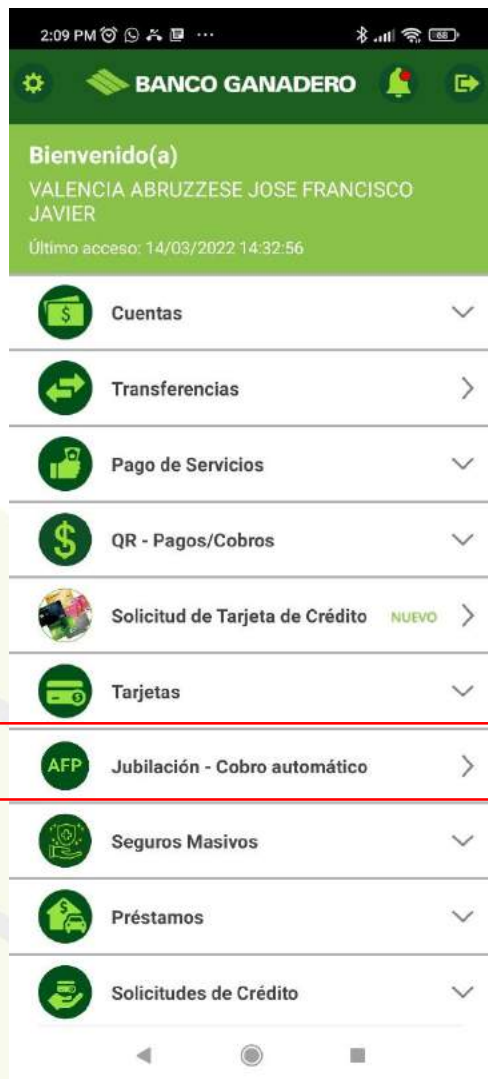 2:09 PM
68
BANCO GANADERO
Bienvenido(a)
VALENCIA ABRUZZESE JOSE FRANCISCO
JAVIER
Último acceso: 14/03/2022 14:32:56
$ Cuentas
Transferencias
Pago de Servicios
$ QR - Pagos/Cobros
Solicitud de Tarjeta de Crédito NUEVO
Tarjetas
AFP Jubilación - Cobro automático
Seguros Masivos
$ Préstamos
Solicitudes de Crédito